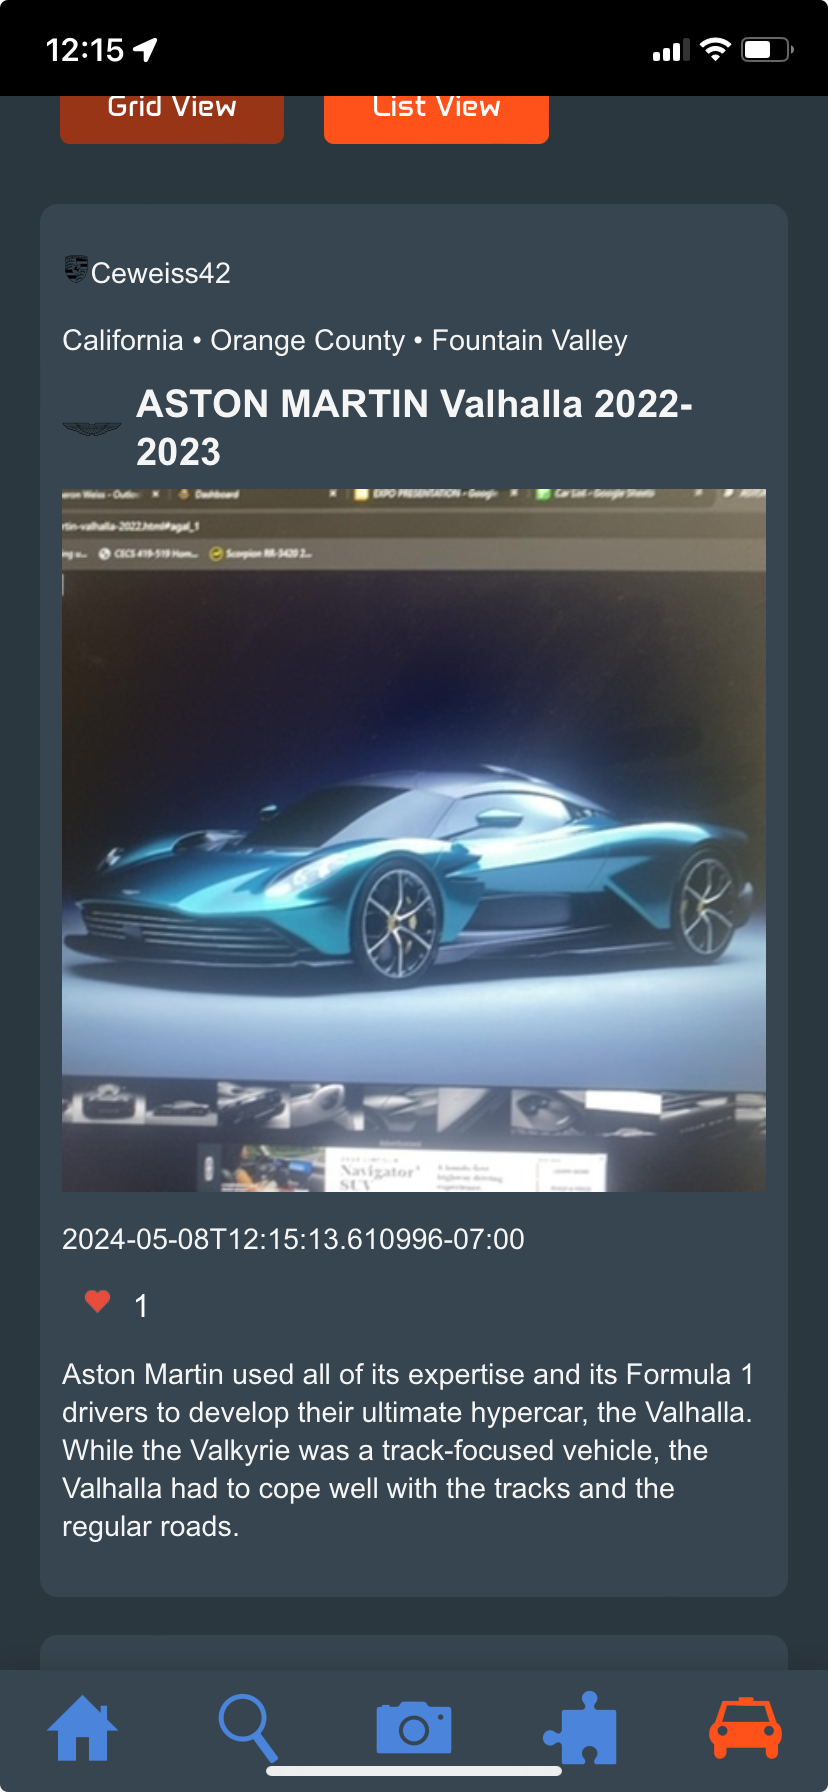 12:15
Grid View
List View
Ceweiss42
California • Orange County • Fountain Valley
ASTON MARTIN Valhalla 2022-
2023
Dashboard
EXPO PRESENTATION - Googl
Car List - Google Sheets
tin-valhalla-2022.html#agal_1
CECS 419-519 Hom...
Scorpion RR-3420 2...
Navigator
SUV
2024-05-08T12:15:13.610996-07:00
1
Aston Martin used all of its expertise and its Formula 1
drivers to develop their ultimate hypercar, the Valhalla.
While the Valkyrie was a track-focused vehicle, the
Valhalla had to cope well with the tracks and the
regular roads.